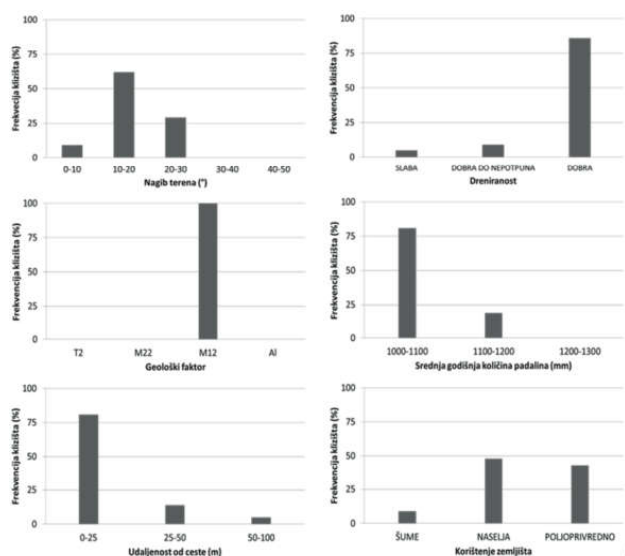 Frekvecija klizišta (%)
100
75
50
25
0
0-10 10-20 20-30 30-40 40-50
Nagib terena (°)
Frekvencija klizišta (%)
100
75
50
25
0
SLABA DOBRA DO NEPOTPUNA DOBRA
Dreniranost
Frekvencija klizišta (%)
100
75
50
25
0
T2 M22 M12 Al
Geološki faktor
Frekvencija klizišta (%)
100
75
50
25
0
1000-1100 1100-1200 1200-1300
Srednja godišnja količina padalina (mm)
Frekvencija klizišta (%)
100
75
50
25
0
0-25 25-50 50-100
Udaljenost od ceste (m)
Frekvencija klizišta (%)
100
75
50
25
0
ŠUME NASELJA POLJOPRIVREDNO
Korištenje zemljišta